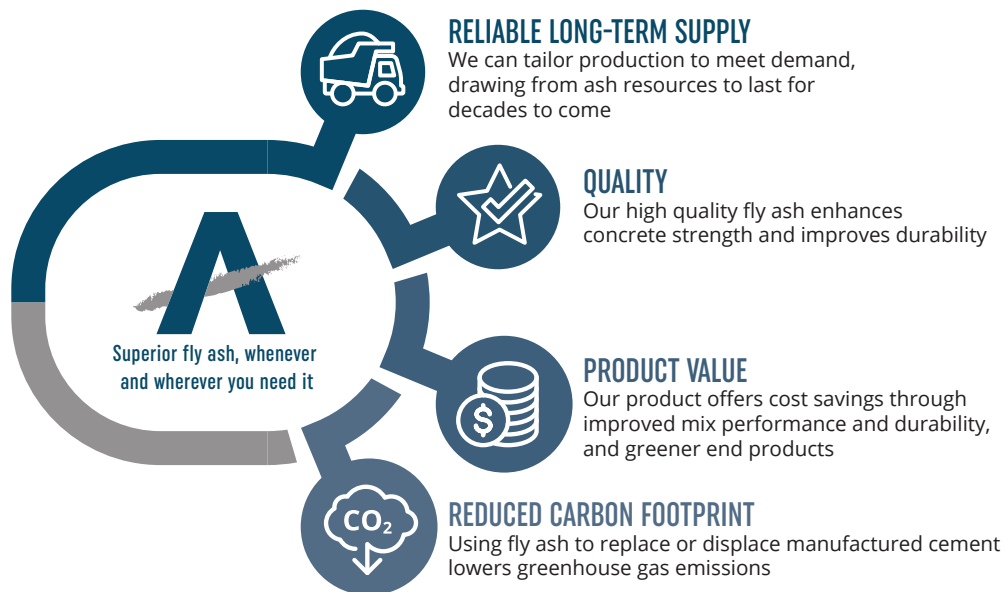 RELIABLE LONG-TERM SUPPLY
We can tailor production to meet demand,
drawing from ash resources to last for
decades to come
QUALITY
Our high quality fly ash enhances
concrete strength and improves durability
Superior fly ash, whenever
and wherever you need it
PRODUCT VALUE
Our product offers cost savings through
improved mix performance and durability,
and greener end products
$
REDUCED CARBON FOOTPRINT
Using fly ash to replace or displace manufactured cement
lowers greenhouse gas emissions
CO₂